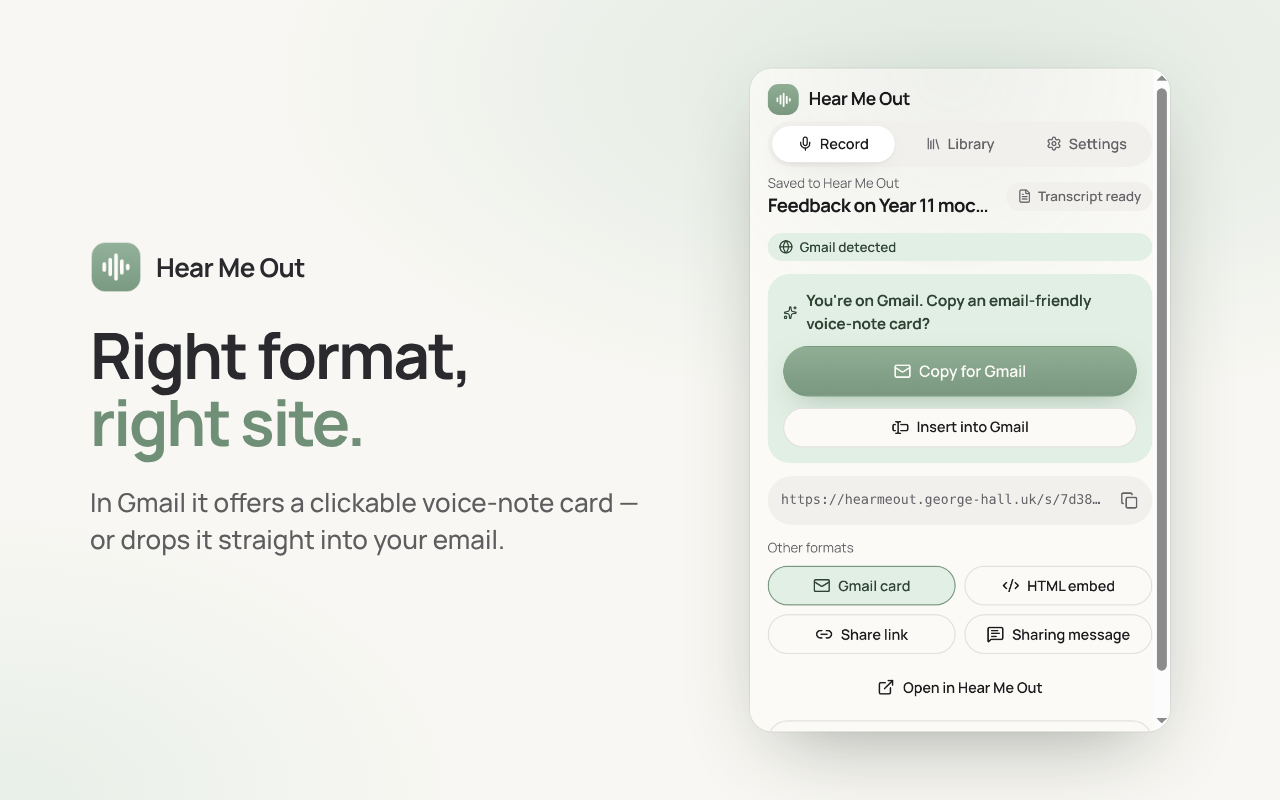 Hear Me Out
Right format,
right site.
In Gmail it offers a clickable voice-note card —
or drops it straight into your email.
Hear Me Out
Record
Library
Settings
Saved to Hear Me Out
Feedback on Year 11 moc...
Transcript ready
Gmail detected
You're on Gmail. Copy an email-friendly
voice-note card?
Copy for Gmail
Insert into Gmail
https://hearmeout.george-hall.uk/s/7d38…
Other formats
Gmail card
HTML embed
Share link
Sharing message
Open in Hear Me Out